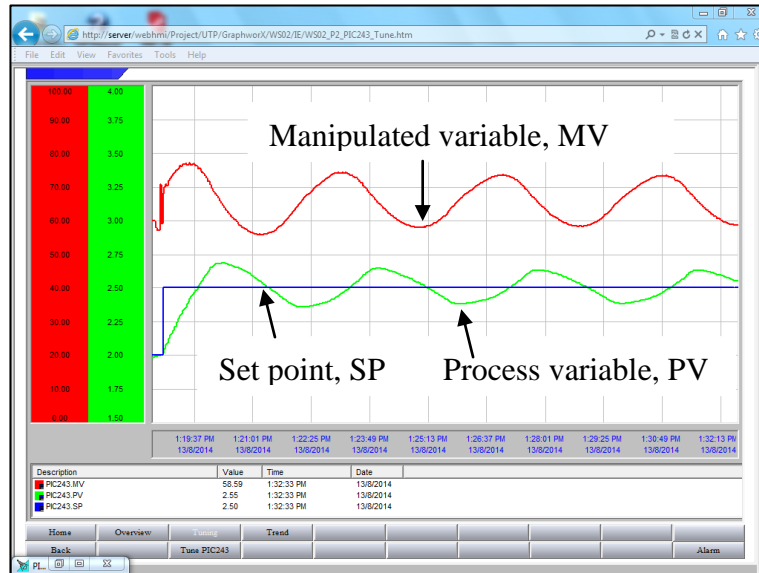 http://server/webhmi/Project/UTP/GraphworX/WS02/IE/WS02_P2_PIC243_Tune.htm
File Edit View Favorites Tools Help
100.00 4.00
90.00 3.75
80.00 3.50
70.00 3.25
60.00 3.00
50.00 2.75
40.00 2.50
30.00 2.25
20.00 2.00
10.00 1.75
0.00 1.50
Manipulated variable, MV
Set point, SP
Process variable, PV
1:19:37 PM 1:21:01 PM 1:22:25 PM 1:23:49 PM 1:25:13 PM 1:26:37 PM 1:28:01 PM 1:29:25 PM 1:30:49 PM 1:32:13 PM
13/8/2014 13/8/2014 13/8/2014 13/8/2014 13/8/2014 13/8/2014 13/8/2014 13/8/2014 13/8/2014 13/8/2014
Description Value Time Date
PIC243.MV 58.59 1:32:33 PM 13/8/2014
PIC243.PV 2.55 1:32:33 PM 13/8/2014
PIC243.SP 2.50 1:32:33 PM 13/8/2014
Home Overview Tuning Trend
Back Tune PIC243 Alarm
PI...